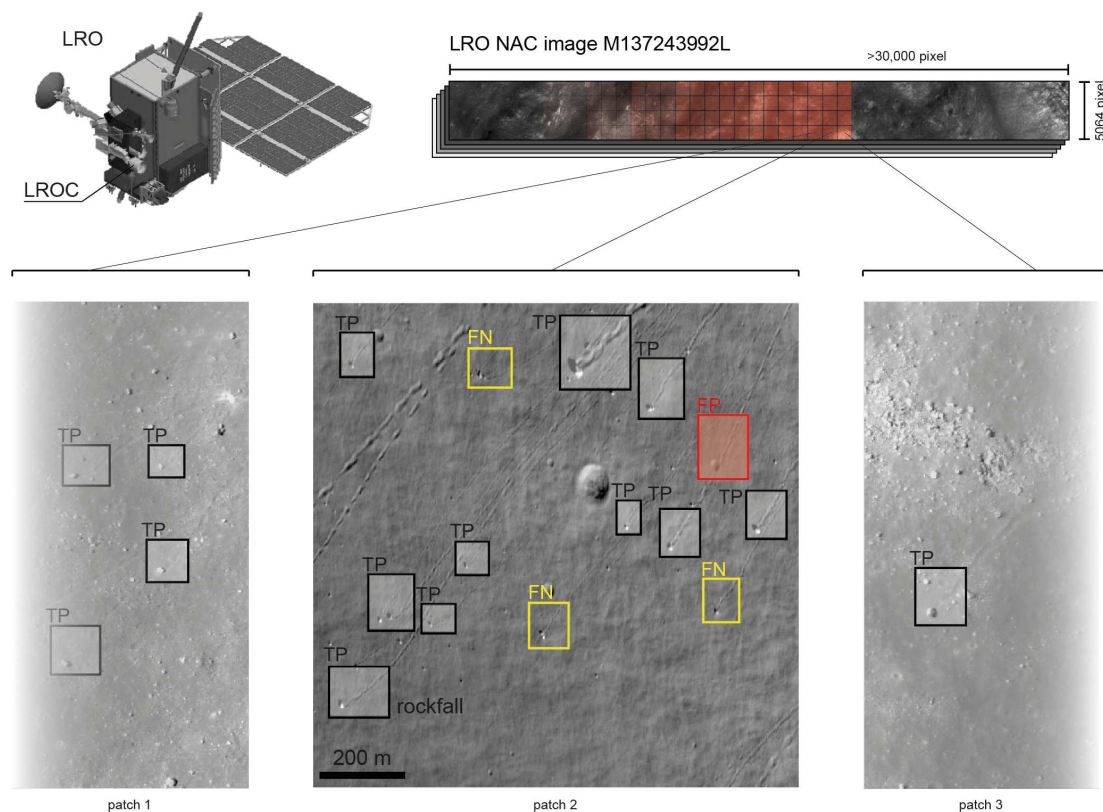 LRO
LROC
LRO NAC image M137243992L
>30,000 pixel
5064 pixel
TP
TP
TP
TP
TP
FN
TP
TP
FP
TP
TP
TP
TP
TP
TP
FN
FN
TP
rockfall
200 m
TP
patch 1
patch 2
patch 3